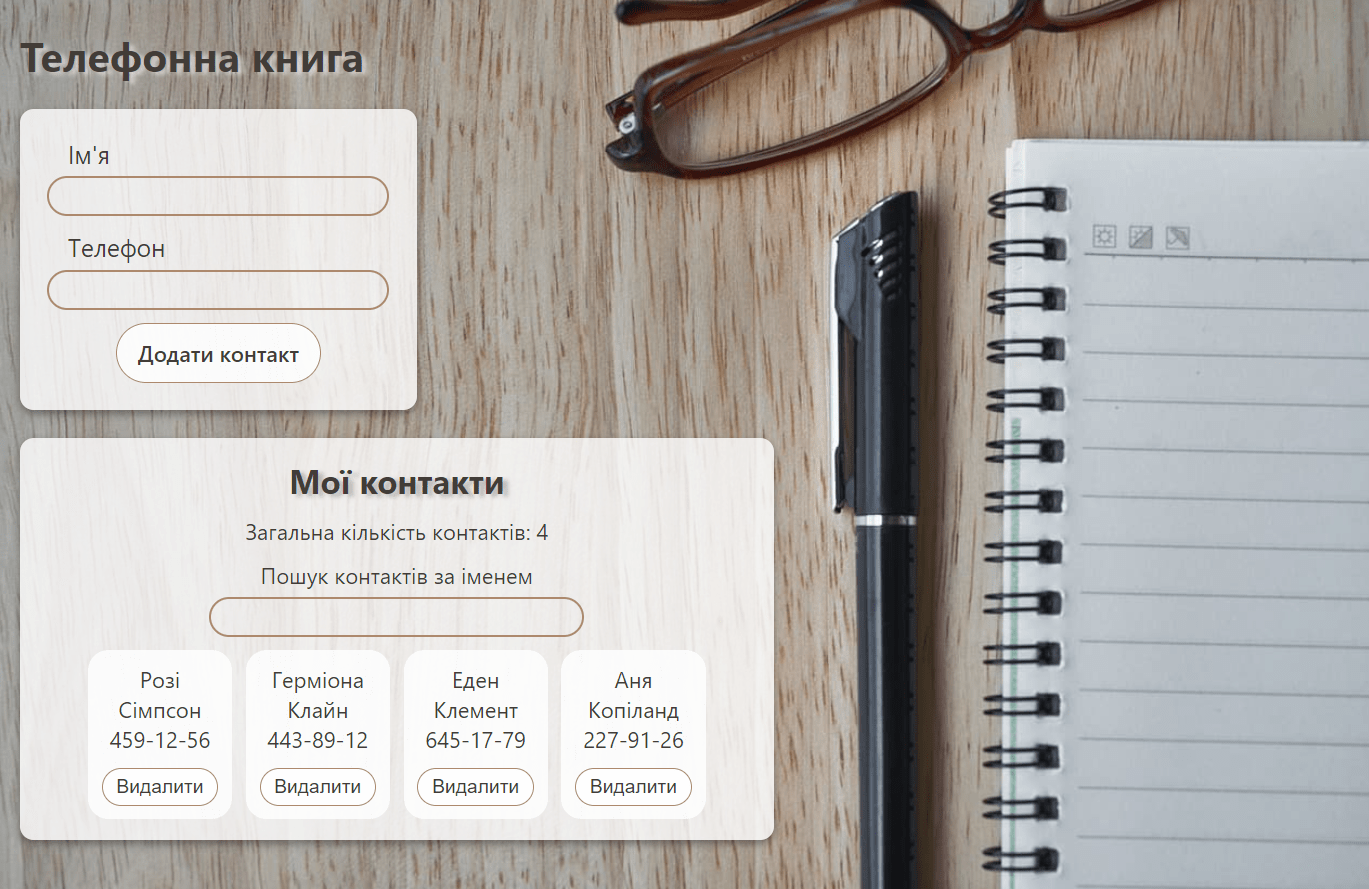 Телефонна книга
Ім'я
Телефон
Додати контакт
Мої контакти
Загальна кількість контактів: 4
Пошук контактів за іменем
Розі
Сімпсон
459-12-56
Видалити
Герміона
Клайн
443-89-12
Видалити
Еден
Клемент
645-17-79
Видалити
Аня
Копіланд
227-91-26
Видалити